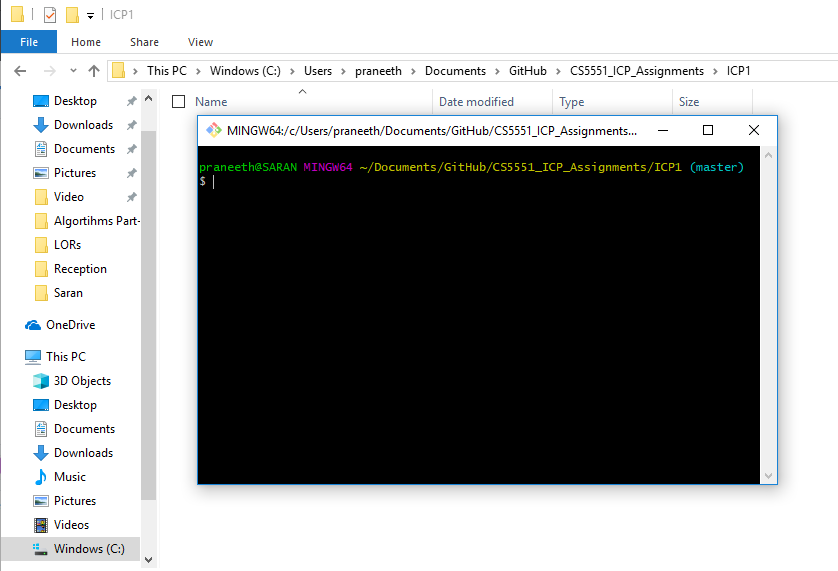 ICP1
File Home Share View
This PC Windows (C:) Users praneeth Documents GitHub CS5551_ICP_Assignments ICP1
Name Date modified Type Size
Desktop
Downloads
Documents
Pictures
Video
Algortihms Part-
LORs
Reception
Saran
OneDrive
This PC
3D Objects
Desktop
Documents
Downloads
Music
Pictures
Videos
Windows (C:)
MINGW64:/c/Users/praneeth/Documents/GitHub/CS5551_ICP_Assignments...
praneeth@SARAN MINGW64 ~/Documents/GitHub/CS5551_ICP_Assignments/ICP1 (master)
$